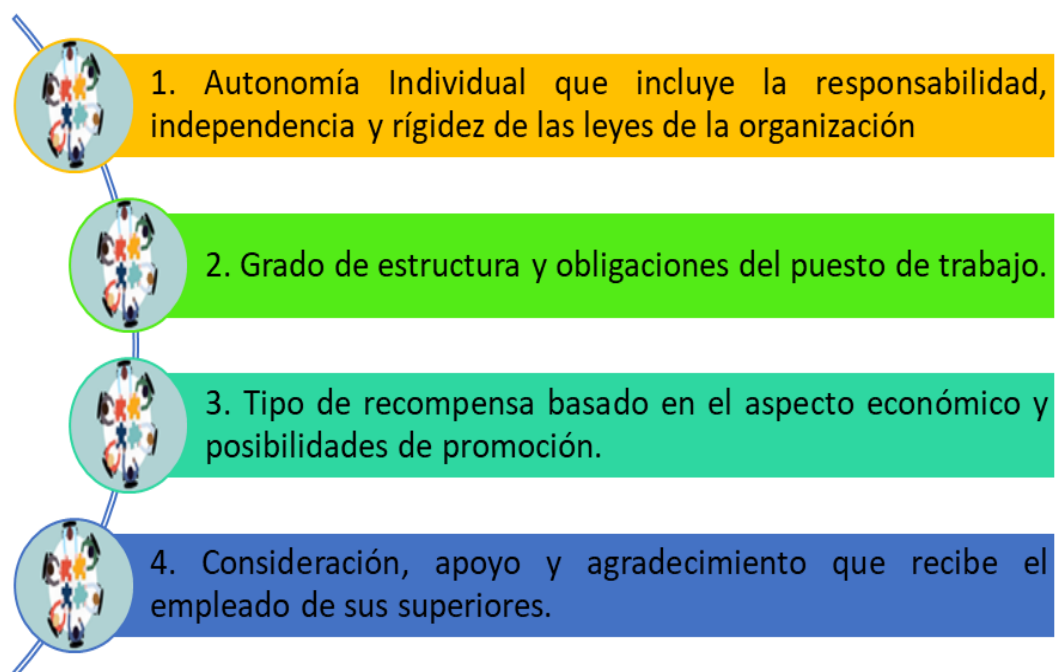 1. Autonomía Individual que incluye la responsabilidad,
independencia y rígidez de las leyes de la organización
2. Grado de estructura y obligaciones del puesto de trabajo.
3. Tipo de recompensa basado en el aspecto económico y
posibilidades de promoción.
4. Consideración, apoyo y agradecimiento que recibe el
empleado de sus superiores.